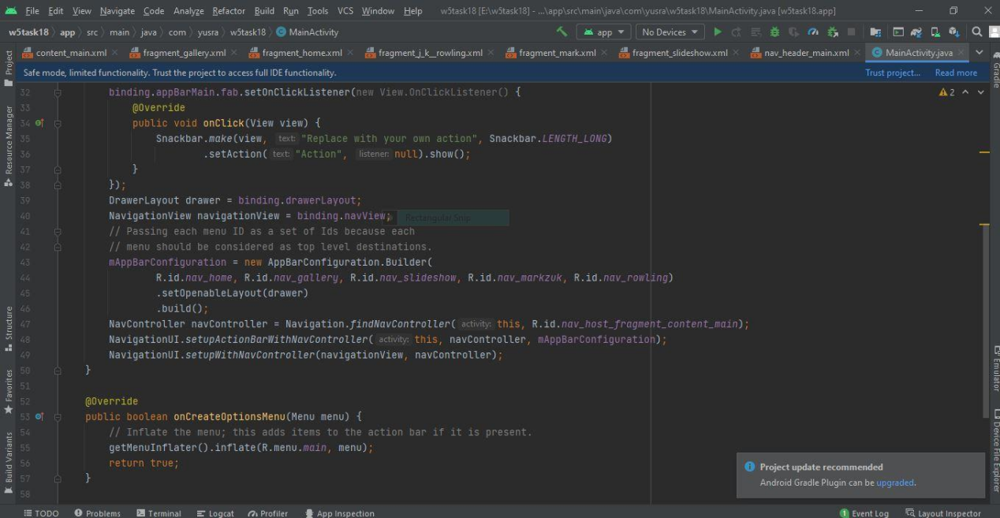 File Edit View Navigate Code Analyze Refactor Build Run Tools VCS Window Help w5task18 [E:\w5task18] - ...\app\src\main\java\com\yusra\w5task18\MainActivity.java [w5task18.app]
w5task18 app src main java com yusra w5task18 MainActivity app No Devices
content_main.xml fragment_gallery.xml fragment_home.xml fragment_j_k__rowling.xml fragment_mark.xml fragment_slideshow.xml nav_header_main.xml MainActivity.java
Safe mode, limited functionality. Trust the project to access full IDE functionality. Trust project... Read more
32 binding.appBarMain.fab.setOnClickListener(new View.OnClickListener() { 2
33 @Override
34 public void onClick(View view) {
35 Snackbar.make(view, text: "Replace with your own action", Snackbar.LENGTH_LONG)
36 .setAction( text: "Action", listener: null).show();
37 }
38 });
39 DrawerLayout drawer = binding.drawerLayout;
40 NavigationView navigationView = binding.navView; Rectangular Snip
41 // Passing each menu ID as a set of Ids because each
42 // menu should be considered as top level destinations.
43 mAppBarConfiguration = new AppBarConfiguration.Builder(
44 R.id.nav_home, R.id.nav_gallery, R.id.nav_slideshow, R.id.nav_markzuk, R.id.nav_rowling)
45 .setOpenableLayout(drawer)
46 .build();
47 NavController navController = Navigation.findNavController( activity: this, R.id.nav_host_fragment_content_main);
48 NavigationUI.setupActionBarWithNavController( activity: this, navController, mAppBarConfiguration);
49 NavigationUI.setupWithNavController(navigationView, navController);
50 }
51
52 @Override
53 public boolean onCreateOptionsMenu(Menu menu) {
54 // Inflate the menu; this adds items to the action bar if it is present.
55 getMenuInflater().inflate(R.menu.main, menu);
56 return true;
57 }
58
Project update recommended
Android Gradle Plugin can be upgraded.
Project
Resource Manager
Structure
Favorites
Build Variants
Gradle
Emulator
Device File Explorer
TODO Problems Terminal Logcat Profiler App Inspection 1 Event Log Layout Inspector